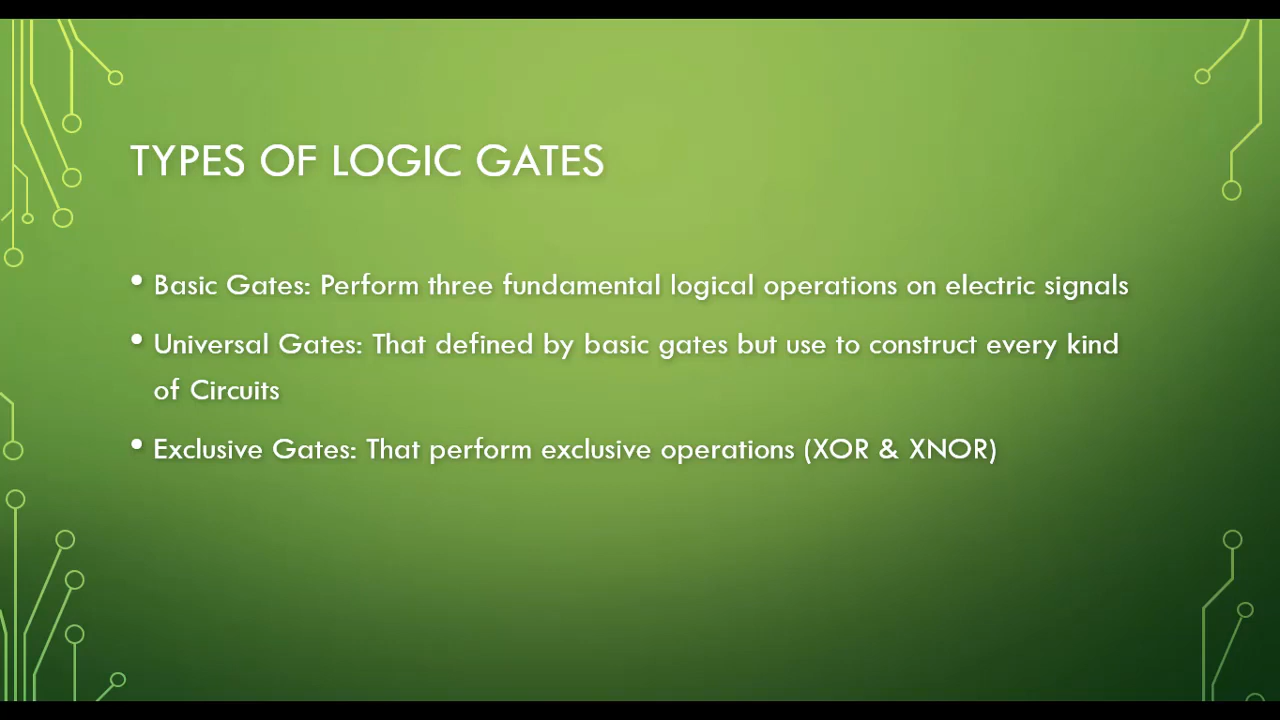 TYPES OF LOGIC GATES
• Basic Gates: Perform three fundamental logical operations on electric signals
• Universal Gates: That defined by basic gates but use to construct every kind
of Circuits
• Exclusive Gates: That perform exclusive operations (XOR & XNOR)